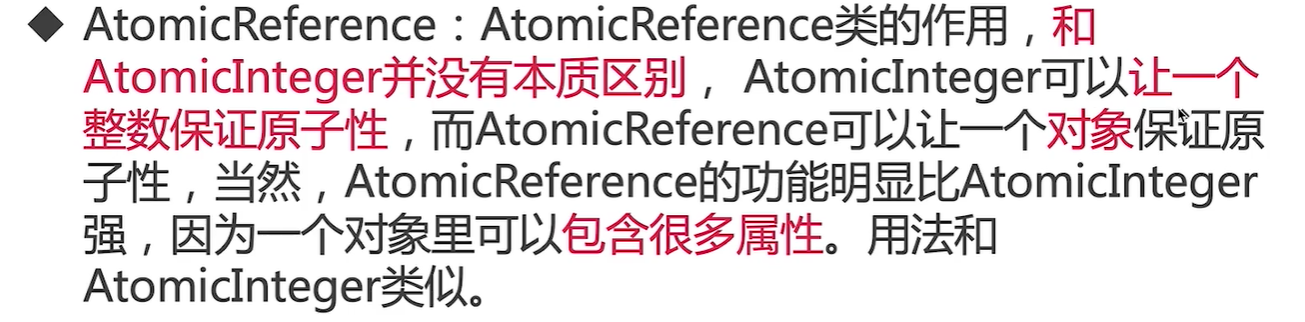 ◆ AtomicReference：AtomicReference类的作用，和
AtomicInteger并没有本质区别， AtomicInteger可以让一个
整数保证原子性，而AtomicReference可以让一个对象保证原
子性，当然，AtomicReference的功能明显比AtomicInteger
强，因为一个对象里可以包含很多属性。用法和
AtomicInteger类似。